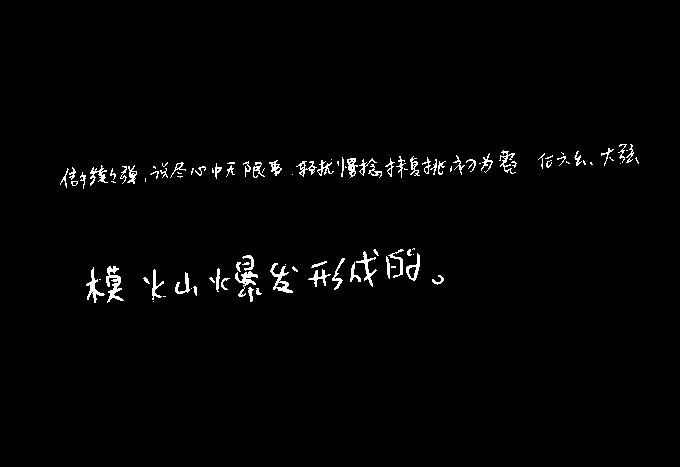 信手续续弹,说尽心中无限事.轻拢慢捻抹复挑,初为霓 后六幺、大弦
模火山爆发形成的。